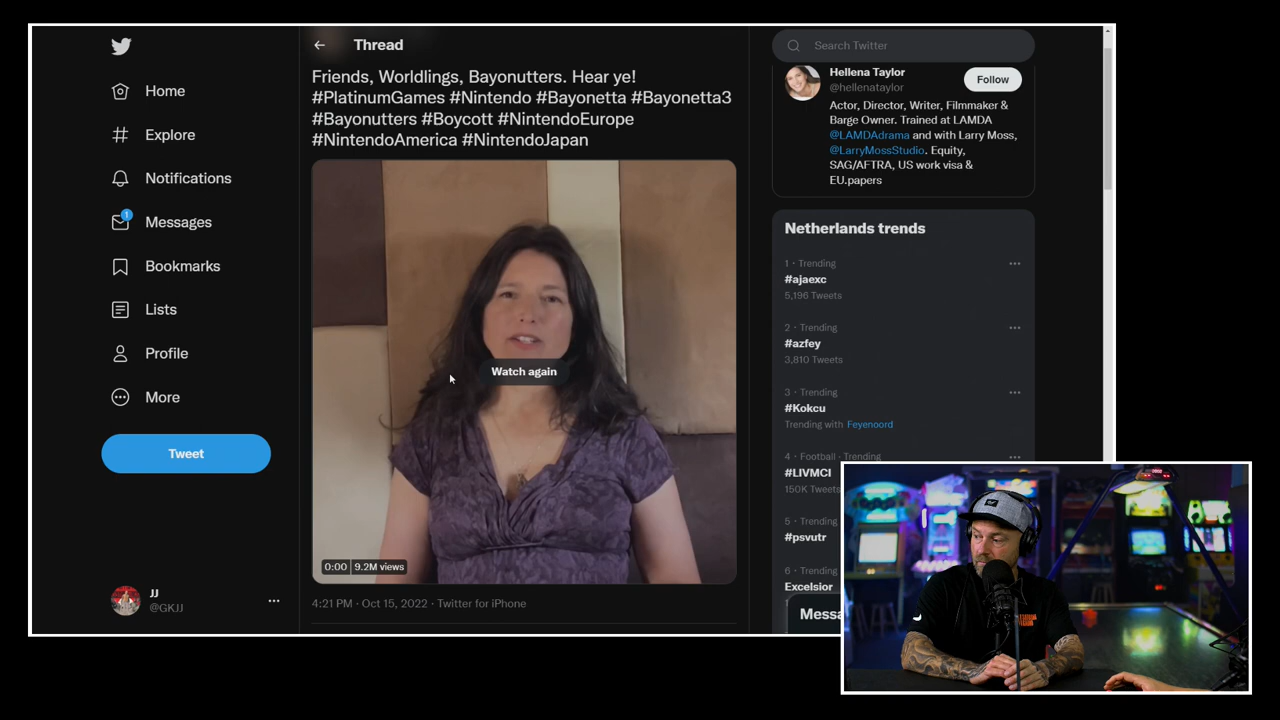 Thread
Friends, Worldlings, Bayonutters. Hear ye!
#PlatinumGames #Nintendo #Bayonetta #Bayonetta3
#Bayonutters #Boycott #NintendoEurope
#NintendoAmerica #NintendoJapan
Watch again
0:00 9.2M views
4:21 PM · Oct 15, 2022 · Twitter for iPhone
Home
Explore
Notifications
1
Messages
Bookmarks
Lists
Profile
More
Tweet
JJ
@GKJJ
Search Twitter
Hellena Taylor
@hellenataylor
Follow
Actor, Director, Writer, Filmmaker &
Barge Owner. Trained at LAMDA
@LAMDAdrama and with Larry Moss,
@LarryMossStudio. Equity,
SAG/AFTRA, US work visa &
EU.papers
Netherlands trends
1 · Trending
#ajaexc
5,196 Tweets
2 · Trending
#azfey
3,810 Tweets
3 · Trending
#Kokcu
Trending with Feyenoord
4 · Football · Trending
#LIVMCI
150K Tweets
5 · Trending
#psvutr
6 · Trending
Excelsior
Messa